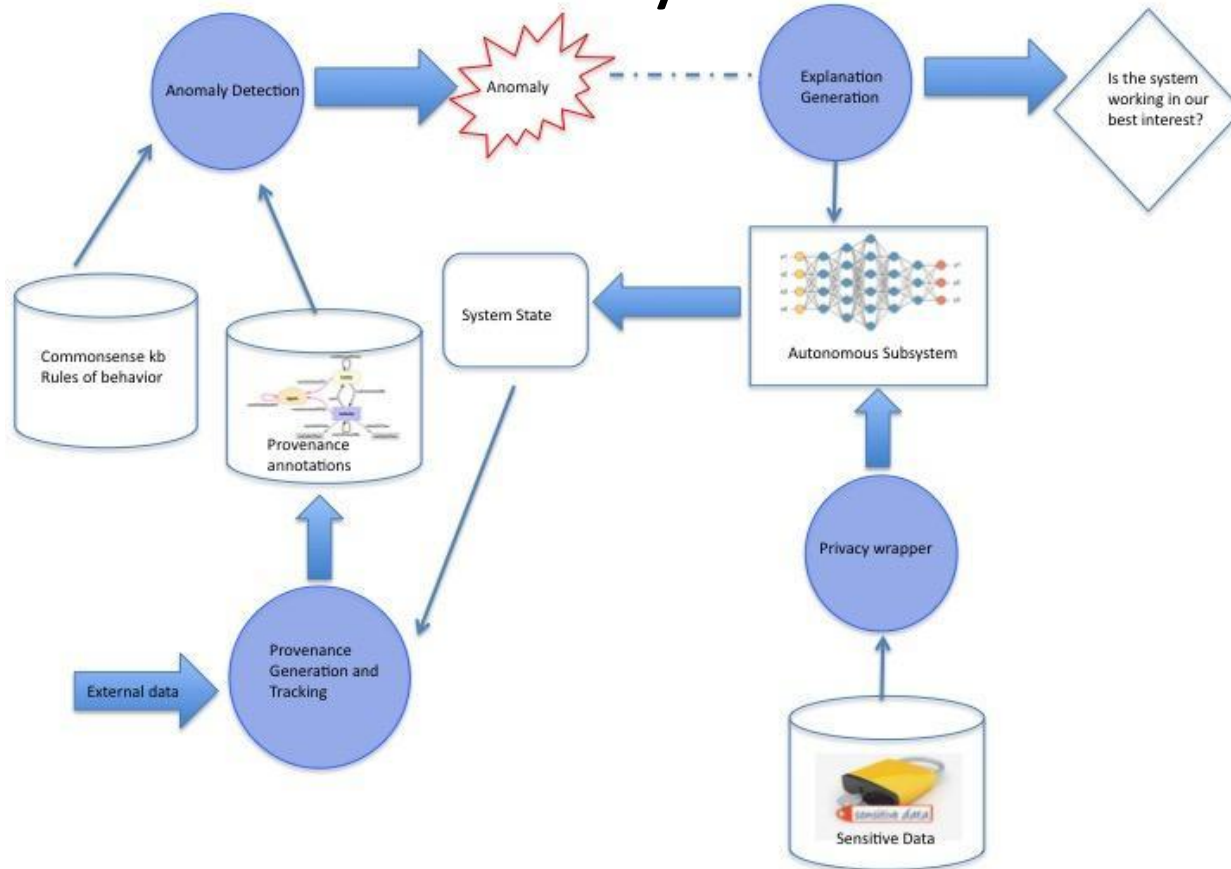 Anomaly Detection
Anomaly
Explanation
Generation
Is the system
working in our
best interest?
Commonsense kb
Rules of behavior
Provenance
annotations
System State
Autonomous Subsystem
Privacy wrapper
Provenance
Generation and
Tracking
External data
sensitive data
Sensitive Data